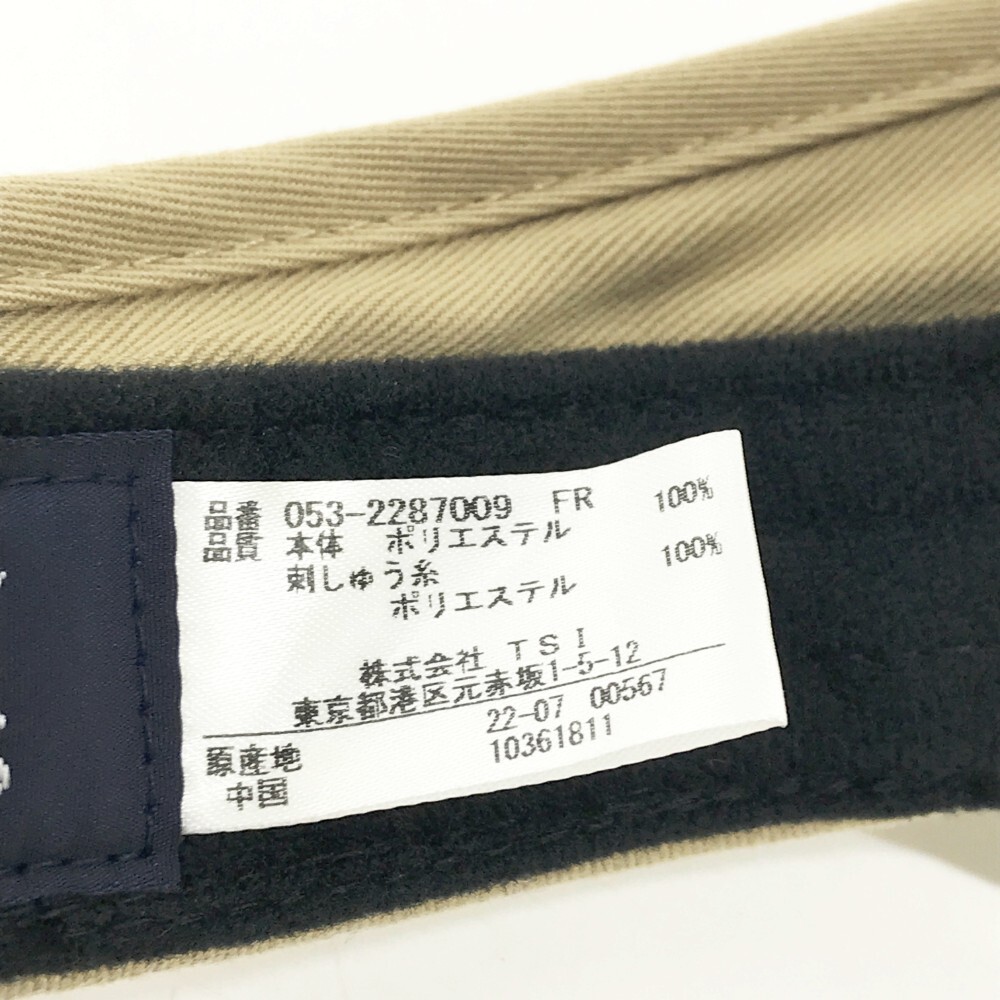 品番 053-2287009 FR
品質 本体 ポリエステル 100%
刺しゅう糸
ポリエステル 100%
株式会社 TSI
東京都港区元赤坂1-5-12
22-07 00567
原産地 10361811
中国